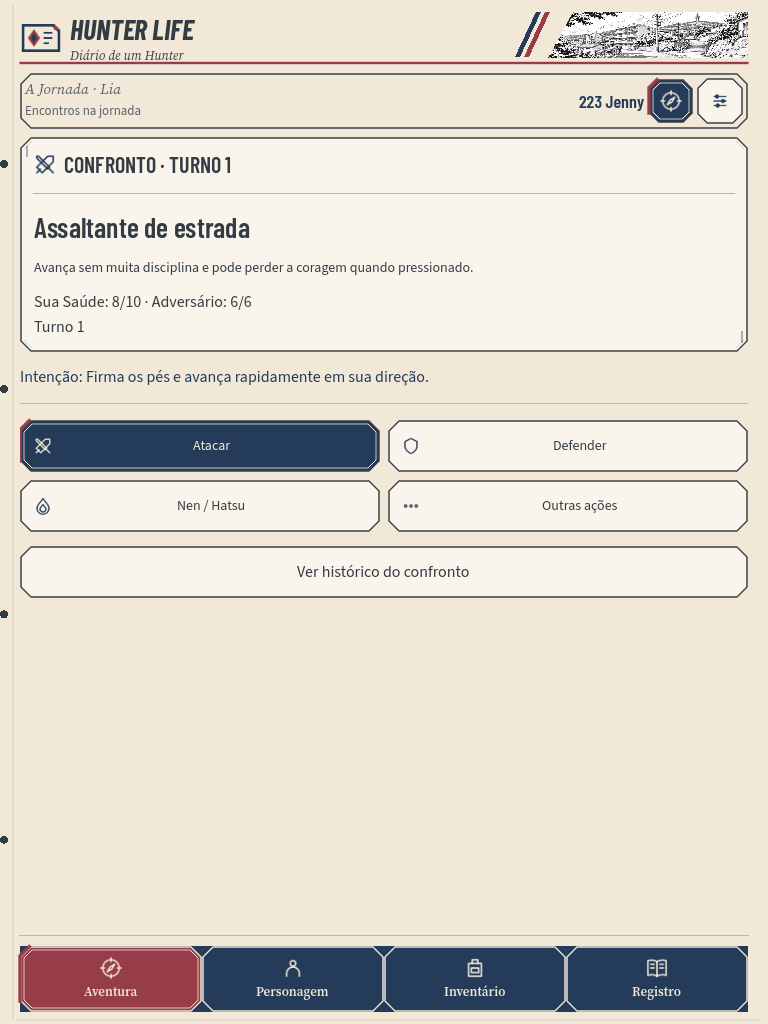 HUNTER LIFE
Diário de um Hunter
A Jornada · Lia
Encontros na jornada
223 Jenny
CONFRONTO · TURNO 1
Assaltante de estrada
Avança sem muita disciplina e pode perder a coragem quando pressionado.
Sua Saúde: 8/10 · Adversário: 6/6
Turno 1
Intenção: Firma os pés e avança rapidamente em sua direção.
Atacar
Defender
Nen / Hatsu
Outras ações
Ver histórico do confronto
Aventura
Personagem
Inventário
Registro